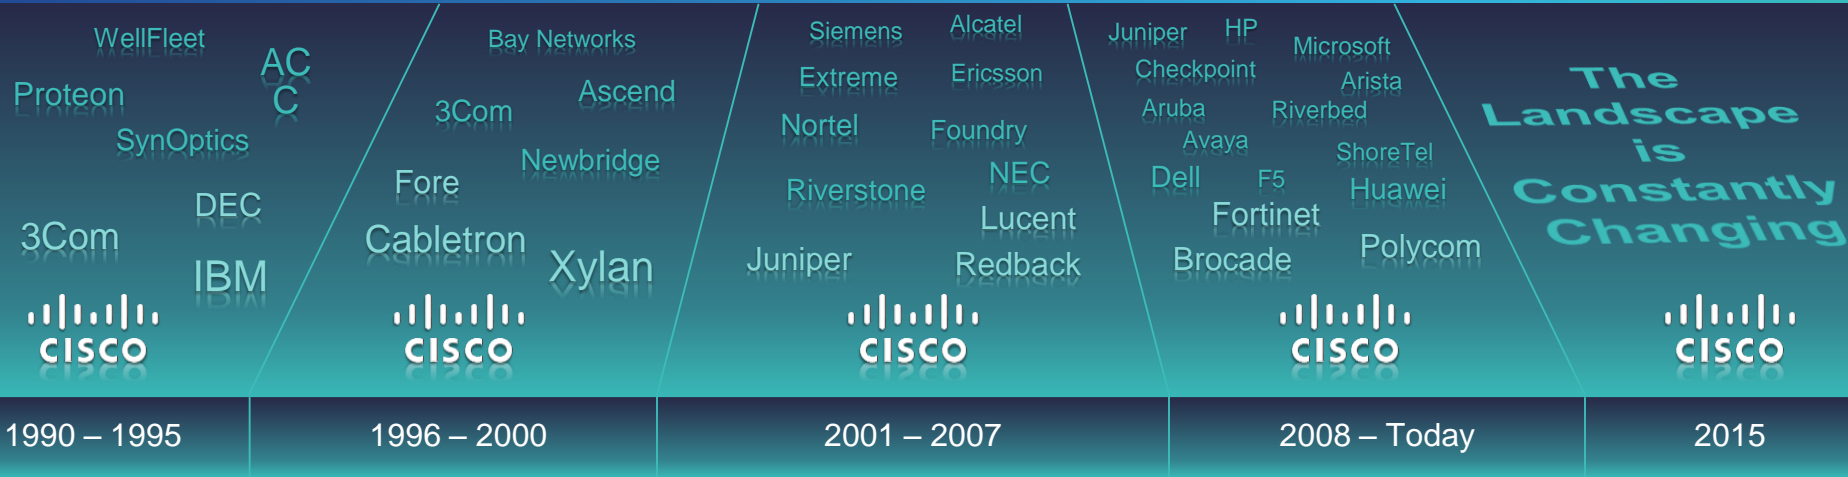 WellFleet
AC
C
Proteon
SynOptics
DEC
3Com
IBM
CISCO
1990 – 1995
Bay Networks
Ascend
3Com
Newbridge
Fore
Cabletron
Xylan
CISCO
1996 – 2000
Siemens
Alcatel
Extreme
Ericsson
Nortel
Foundry
NEC
Riverstone
Lucent
Juniper
Redback
CISCO
2001 – 2007
Juniper
HP
Microsoft
Checkpoint
Arista
Aruba
Riverbed
Avaya
ShoreTel
Dell
F5
Huawei
Fortinet
Brocade
Polycom
CISCO
2008 – Today
The
Landscape
is
Constantly
Changing
CISCO
2015